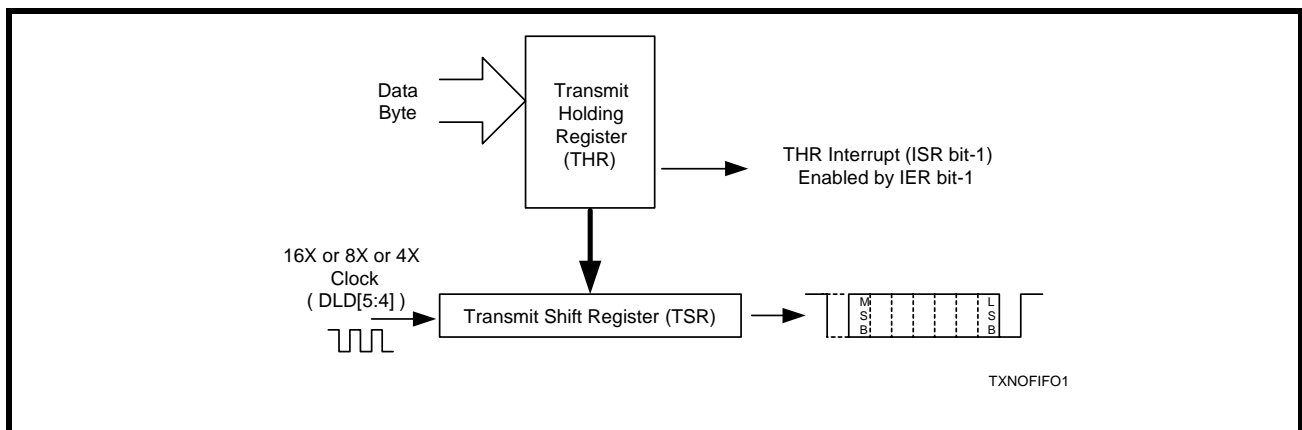 Data
Byte
Transmit
Holding
Register
(THR)
THR Interrupt (ISR bit-1)
Enabled by IER bit-1
16X or 8X or 4X
Clock
( DLD[5:4] )
Transmit Shift Register (TSR)
M
S
B
L
S
B
TXNOFIFO1